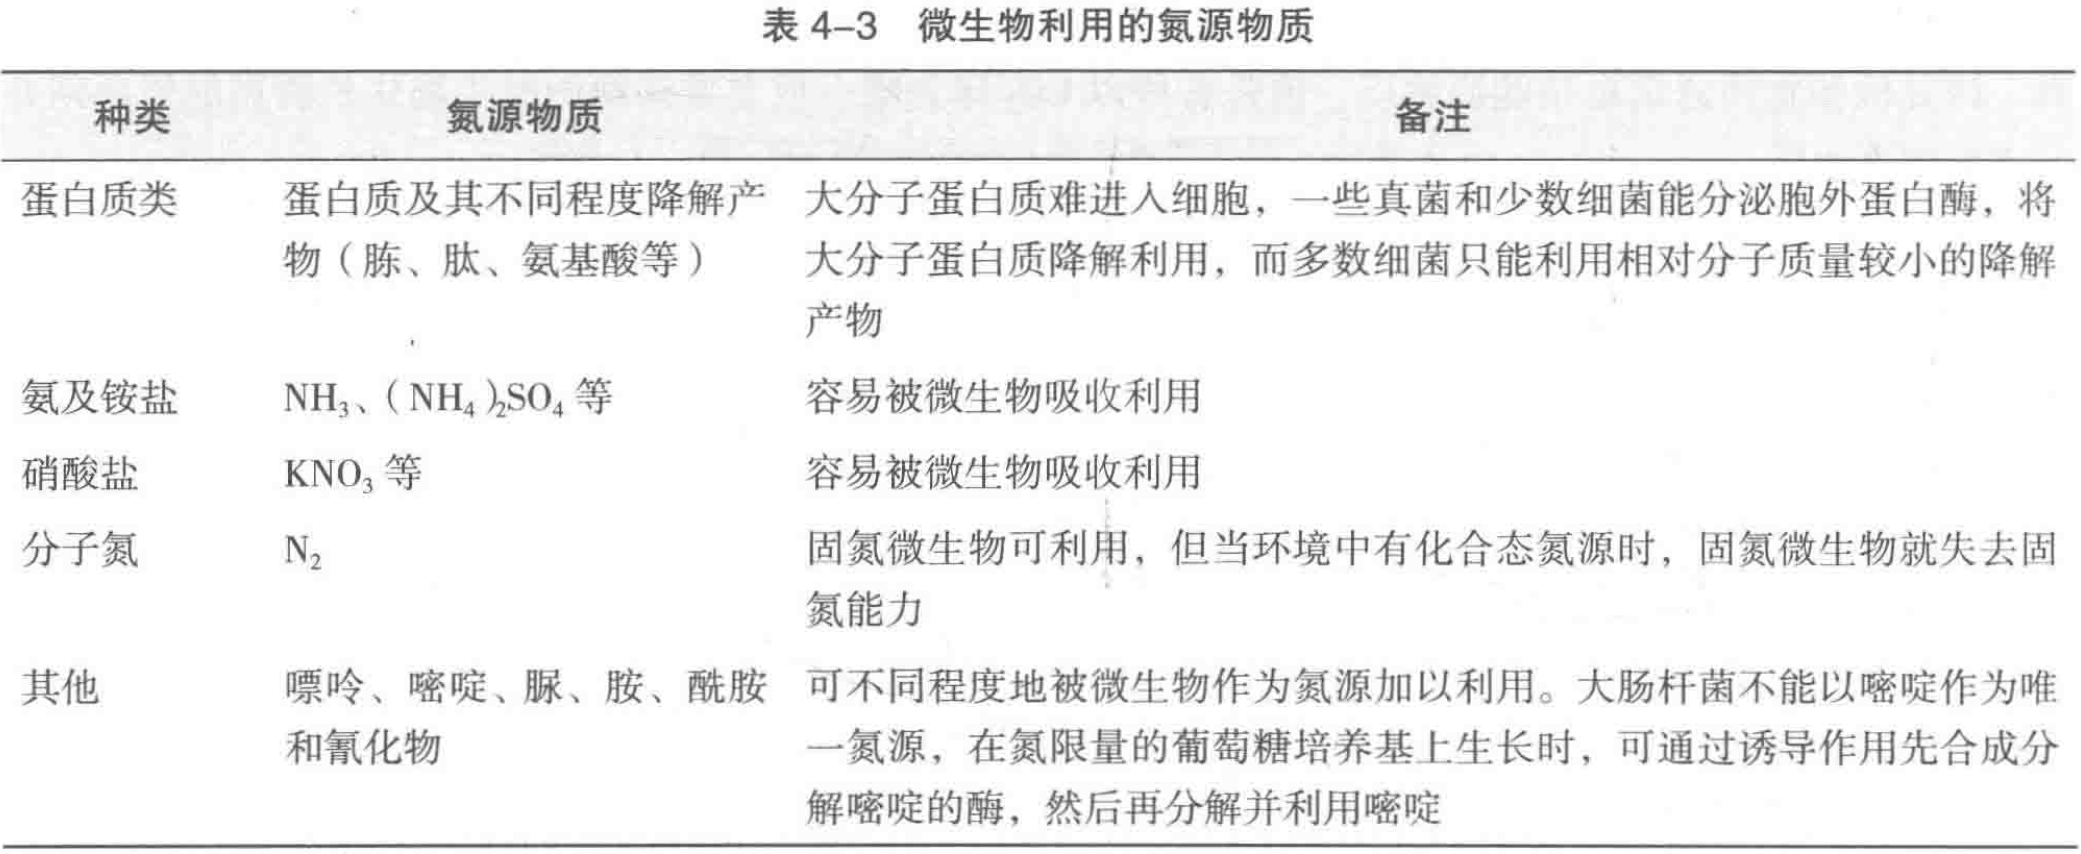 表 4-3 微生物利用的氮源物质
种类 氮源物质 备注
蛋白质类 蛋白质及其不同程度降解产 大分子蛋白质难进入细胞，一些真菌和少数细菌能分泌胞外蛋白酶，将
物（胨、肽、氨基酸等） 大分子蛋白质降解利用，而多数细菌只能利用相对分子质量较小的降解
产物
氨及铵盐 NH₃、(NH₄)₂SO₄ 等 容易被微生物吸收利用
硝酸盐 KNO₃ 等 容易被微生物吸收利用
分子氮 N₂ 固氮微生物可利用，但当环境中有化合态氮源时，固氮微生物就失去固
氮能力
其他 嘌呤、嘧啶、脲、胺、酰胺 可不同程度地被微生物作为氮源加以利用。大肠杆菌不能以嘧啶作为唯
和氰化物 一氮源，在氮限量的葡萄糖培养基上生长时，可通过诱导作用先合成分
解嘧啶的酶，然后再分解并利用嘧啶